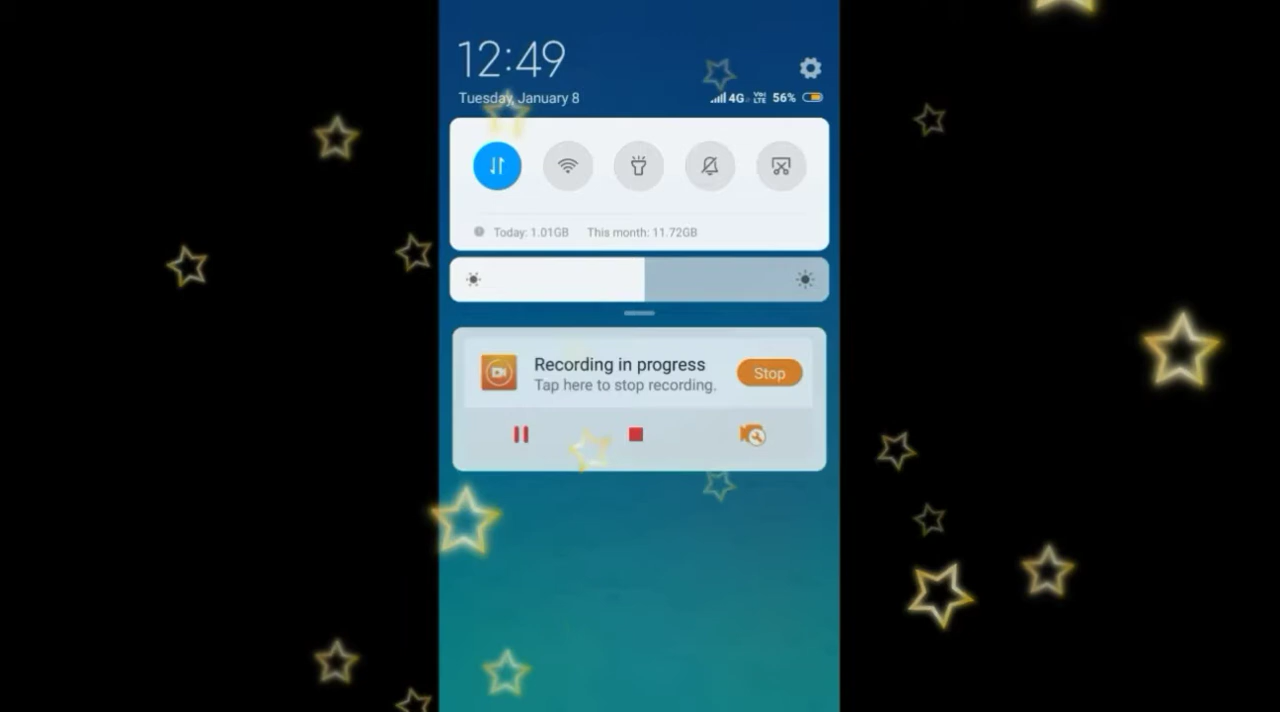 12:49
Tuesday, January 8
4G VoLTE 56%
Today: 1.01GB This month: 11.72GB
Recording in progress
Tap here to stop recording.
Stop